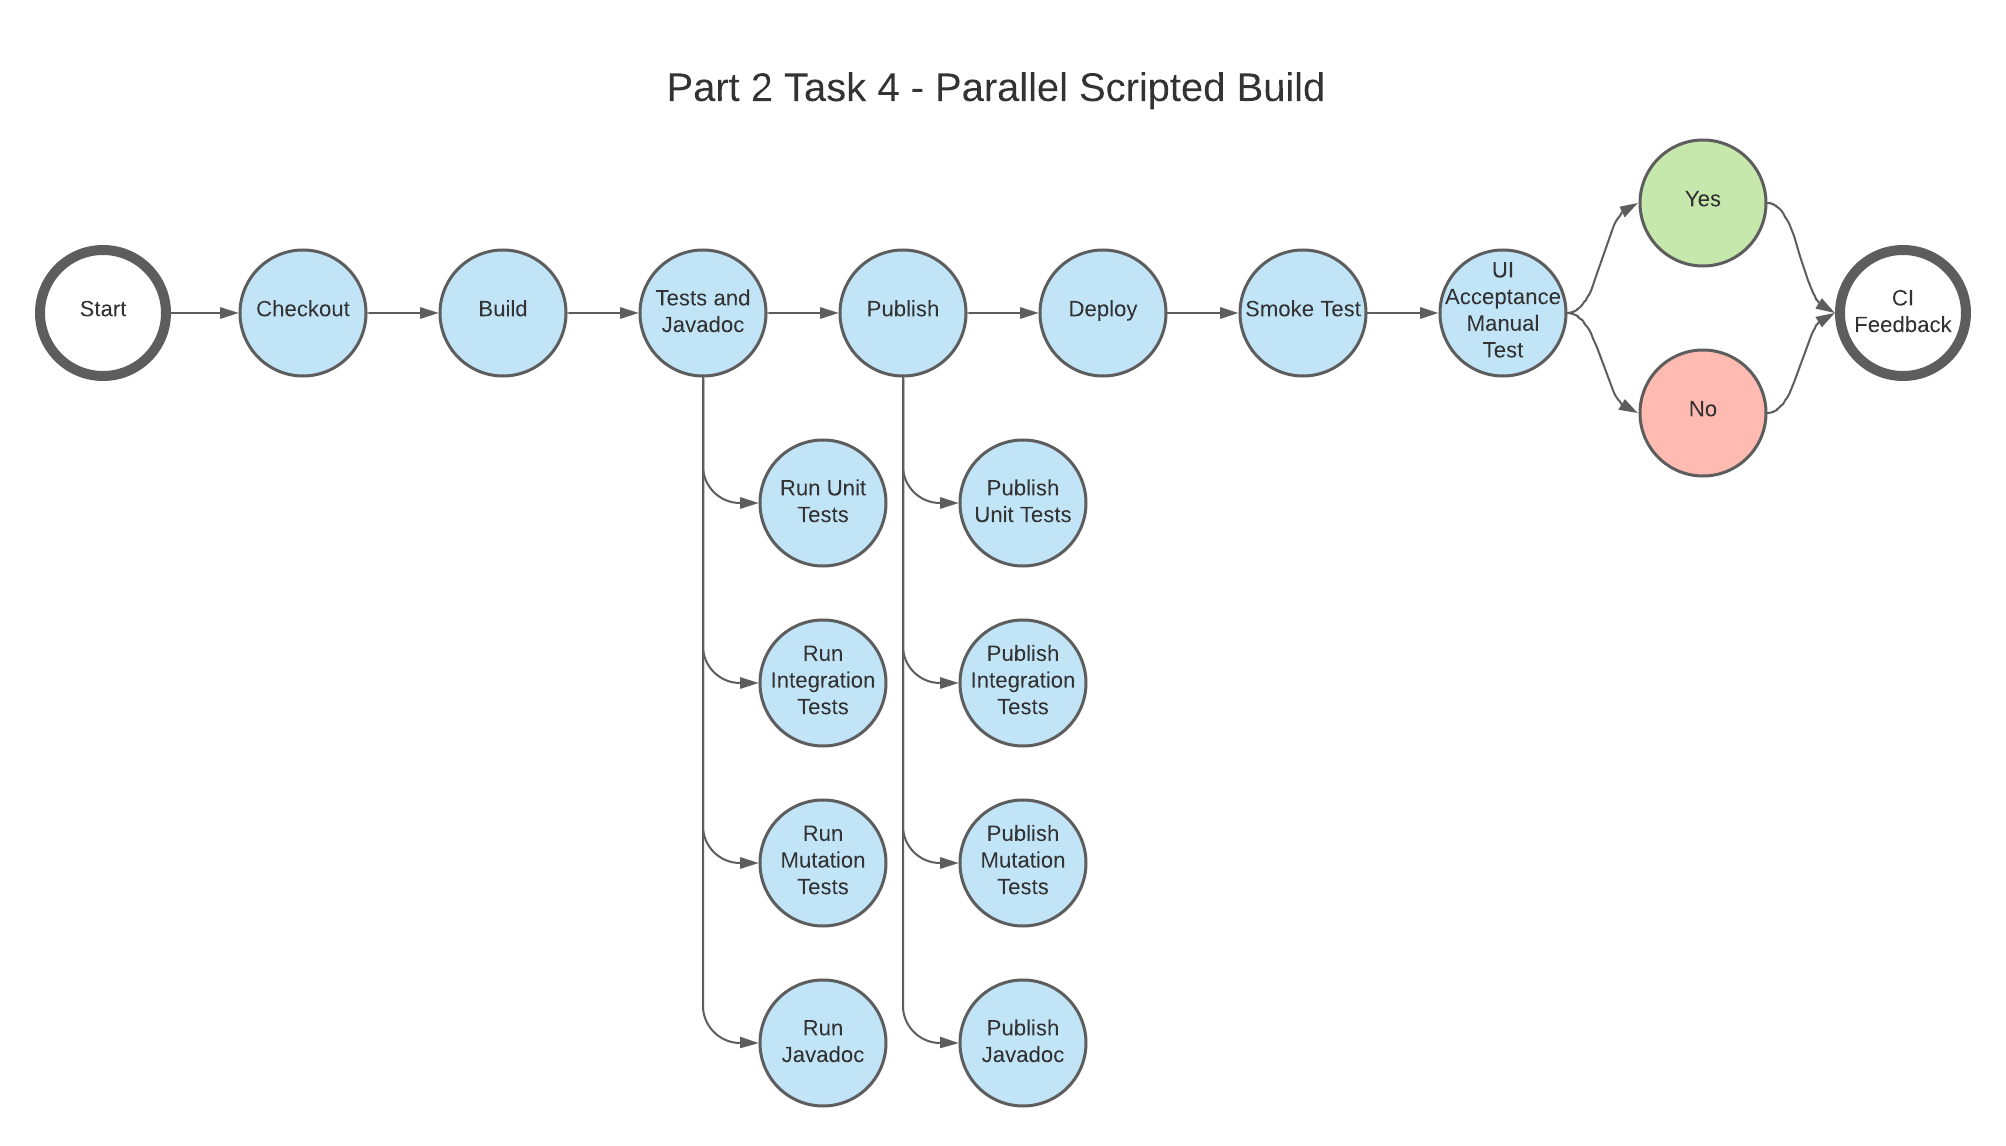 Part 2 Task 4 - Parallel Scripted Build
Start
Checkout
Build
Tests and
Javadoc
Publish
Deploy
Smoke Test
UI
Acceptance
Manual
Test
Yes
No
CI
Feedback
Run Unit
Tests
Publish
Unit Tests
Run
Integration
Tests
Publish
Integration
Tests
Run
Mutation
Tests
Publish
Mutation
Tests
Run
Javadoc
Publish
Javadoc